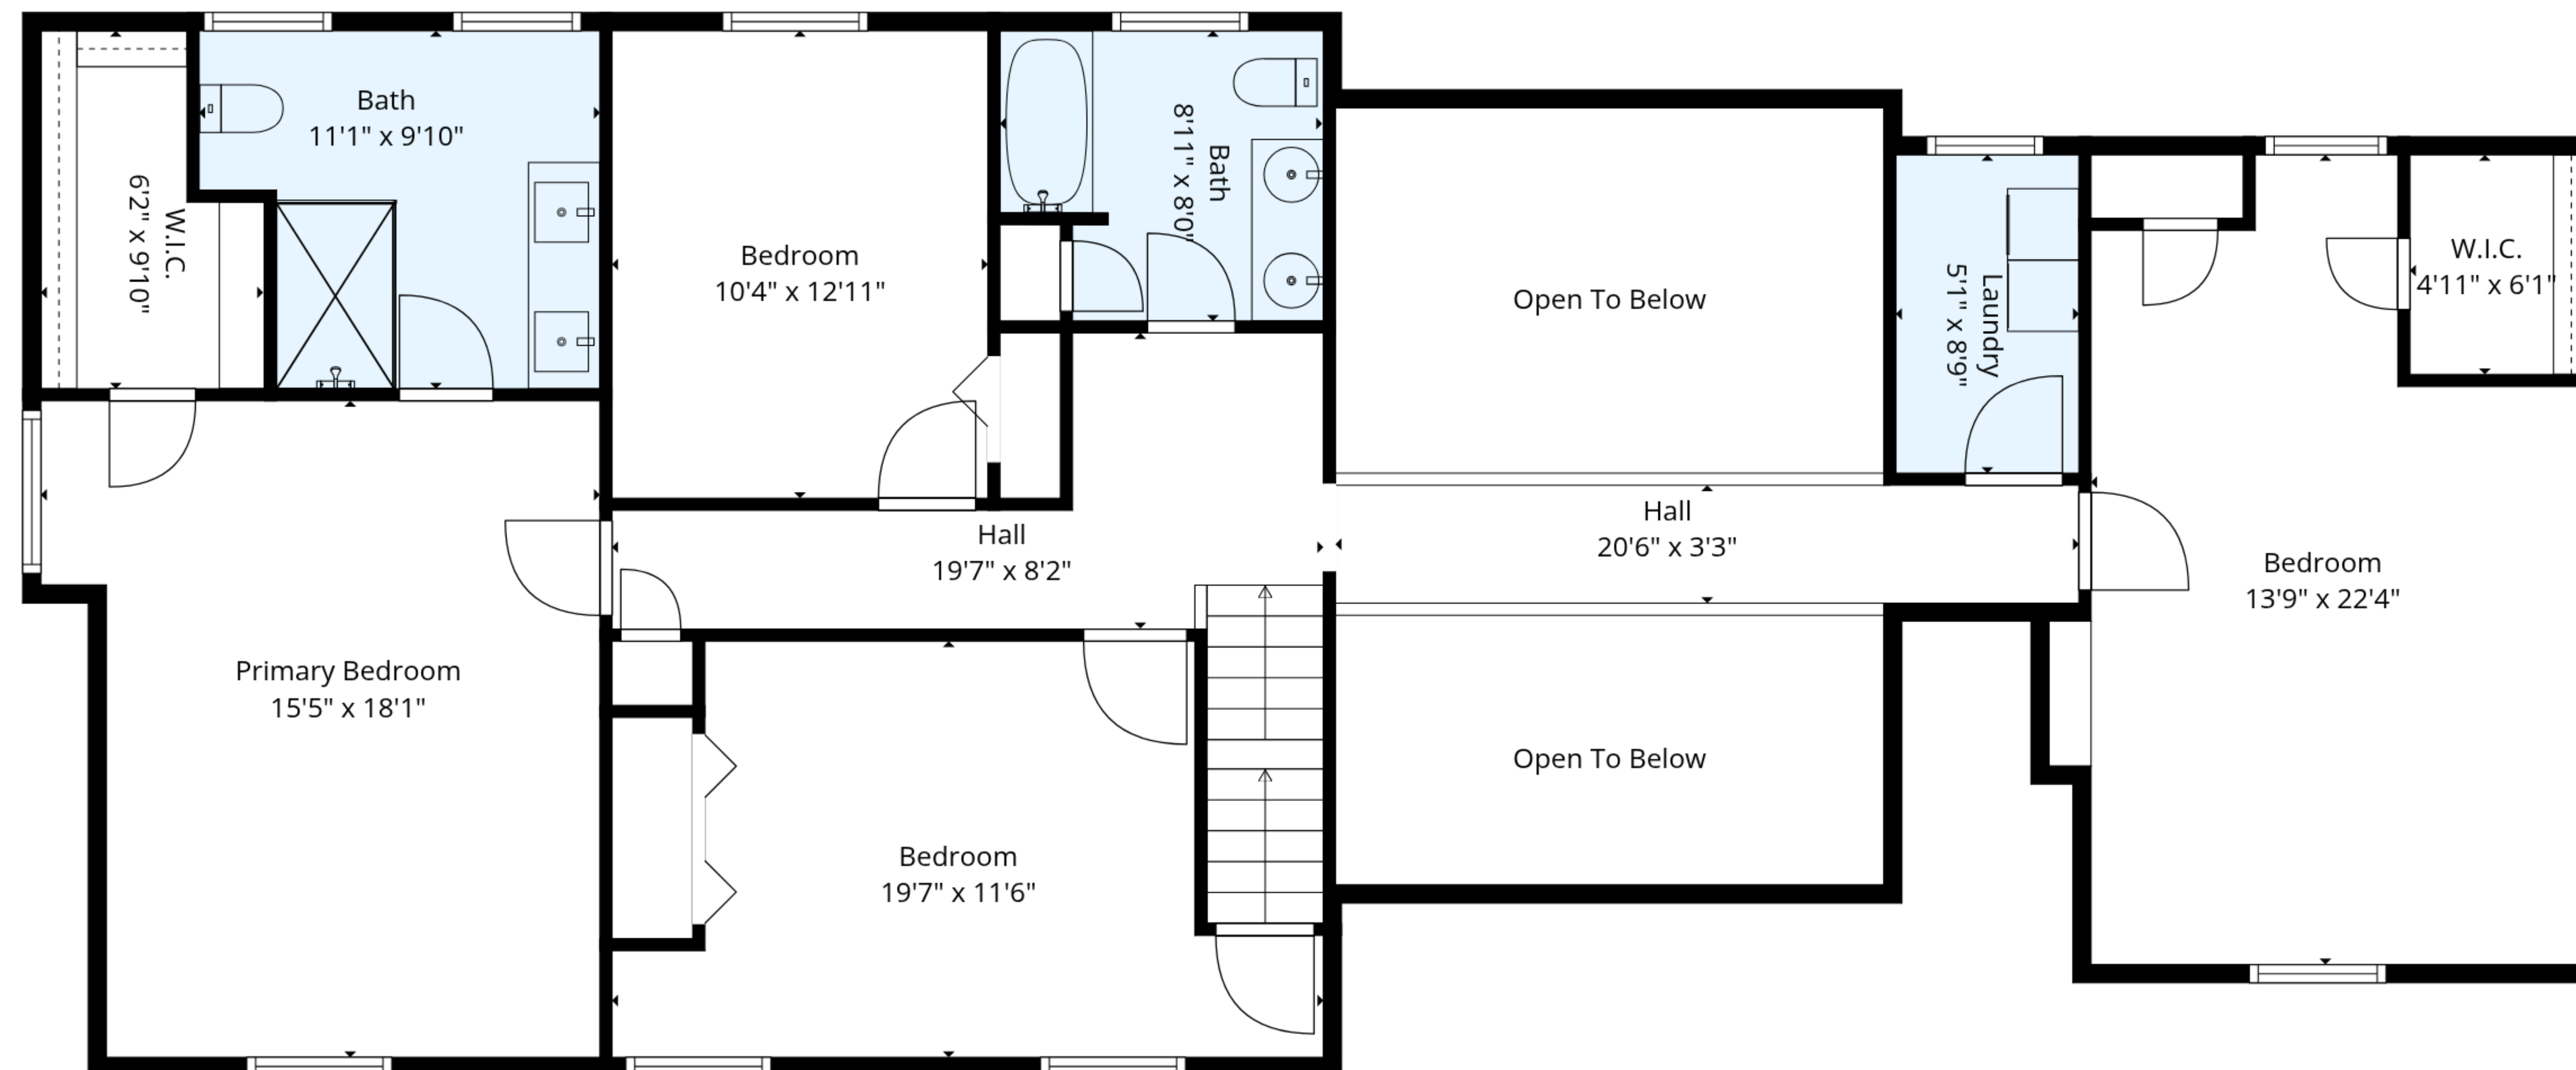 Bath
11'1" x 9'10"
W.I.C.
6'2" x 9'10"
Bedroom
10'4" x 12'11"
Bath
8'11" x 8'0"
Open To Below
Laundry
5'1" x 8'9"
W.I.C.
4'11" x 6'1"
Hall
19'7" x 8'2"
Hall
20'6" x 3'3"
Bedroom
13'9" x 22'4"
Primary Bedroom
15'5" x 18'1"
Open To Below
Bedroom
19'7" x 11'6"